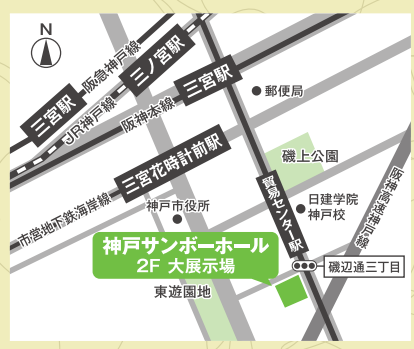 N
阪急神戸線
三宮駅
三ノ宮駅
三宮駅
JR神戸線
阪神本線
郵便局
三宮花時計前駅
磯上公園
市営地下鉄海岸線
神戸市役所
貿易センター駅
日建学院
神戸校
阪神高速神戸線
神戸サンボーホール
2F 大展示場
磯辺通三丁目
東遊園地